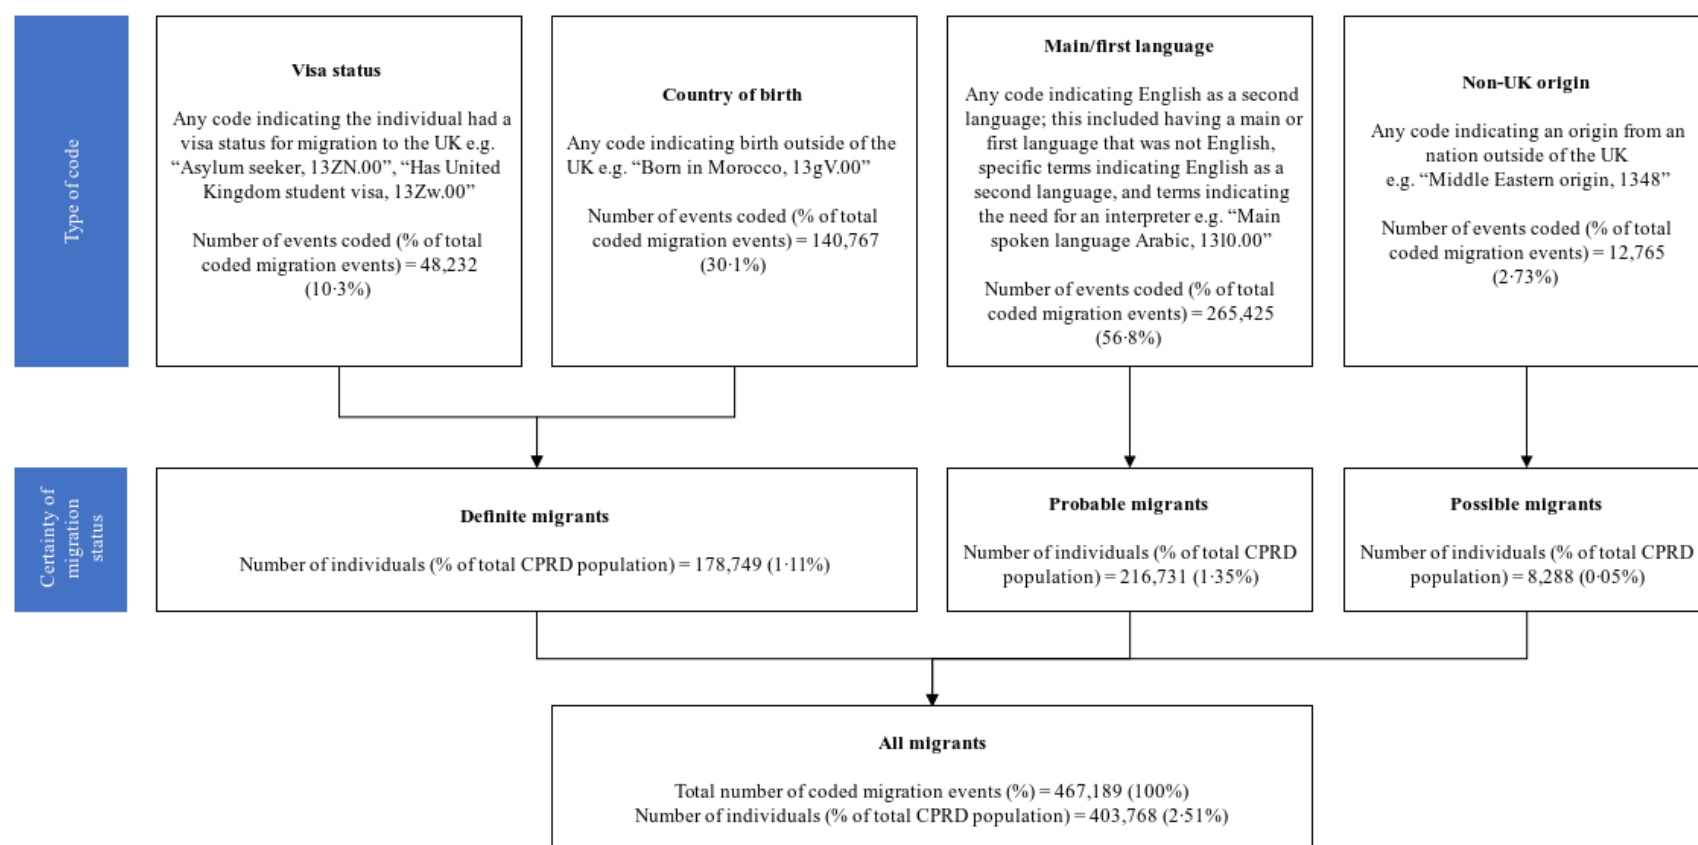 Type of code
Visa status
Any code indicating the individual had a
visa status for migration to the UK e.g.
“Asylum seeker, 13ZN.00”, “Has United
Kingdom student visa, 13Zw.00”
Number of events coded (% of total
coded migration events) = 48,232
(10·3%)
Country of birth
Any code indicating birth outside of the
UK e.g. “Born in Morocco, 13gV.00”
Number of events coded (% of total
coded migration events) = 140,767
(30·1%)
Main/first language
Any code indicating English as a second
language; this included having a main or
first language that was not English,
specific terms indicating English as a
second language, and terms indicating
the need for an interpreter e.g. “Main
spoken language Arabic, 13l0.00”
Number of events coded (% of total
coded migration events) = 265,425
(56·8%)
Non-UK origin
Any code indicating an origin from an
nation outside of the UK
e.g. “Middle Eastern origin, 1348”
Number of events coded (% of total
coded migration events) = 12,765
(2·73%)
Certainty of
migration
status
Definite migrants
Number of individuals (% of total CPRD population) = 178,749 (1·11%)
Probable migrants
Number of individuals (% of total CPRD
population) = 216,731 (1·35%)
Possible migrants
Number of individuals (% of total CPRD
population) = 8,288 (0·05%)
All migrants
Total number of coded migration events (%) = 467,189 (100%)
Number of individuals (% of total CPRD population) = 403,768 (2·51%)